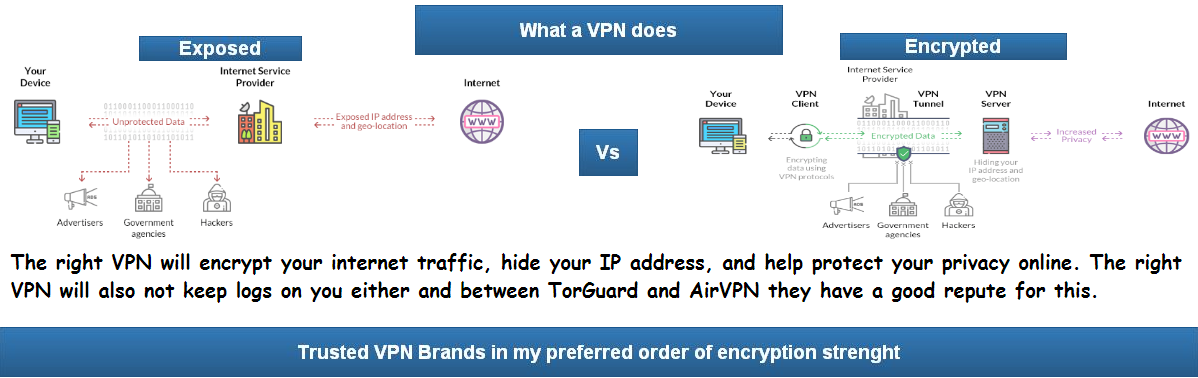 What a VPN does
Exposed
Your
Device
Internet Service
Provider
Internet
Unprotected Data
Exposed IP address
and geo-location
WWW
Advertisers
Government
agencies
Hackers
Vs
Encrypted
Internet Service
Provider
Your
Device
VPN
Client
VPN
Tunnel
VPN
Server
Internet
Encrypted Data
Increased
Privacy
WWW
Encrypting
data using
VPN protocols
Hiding your
IP address and
geo-location
Advertisers
Government
agencies
Hackers
The right VPN will encrypt your internet traffic, hide your IP address, and help protect your privacy online. The right
VPN will also not keep logs on you either and between TorGuard and AirVPN they have a good repute for this.
Trusted VPN Brands in my preferred order of encryption strenght